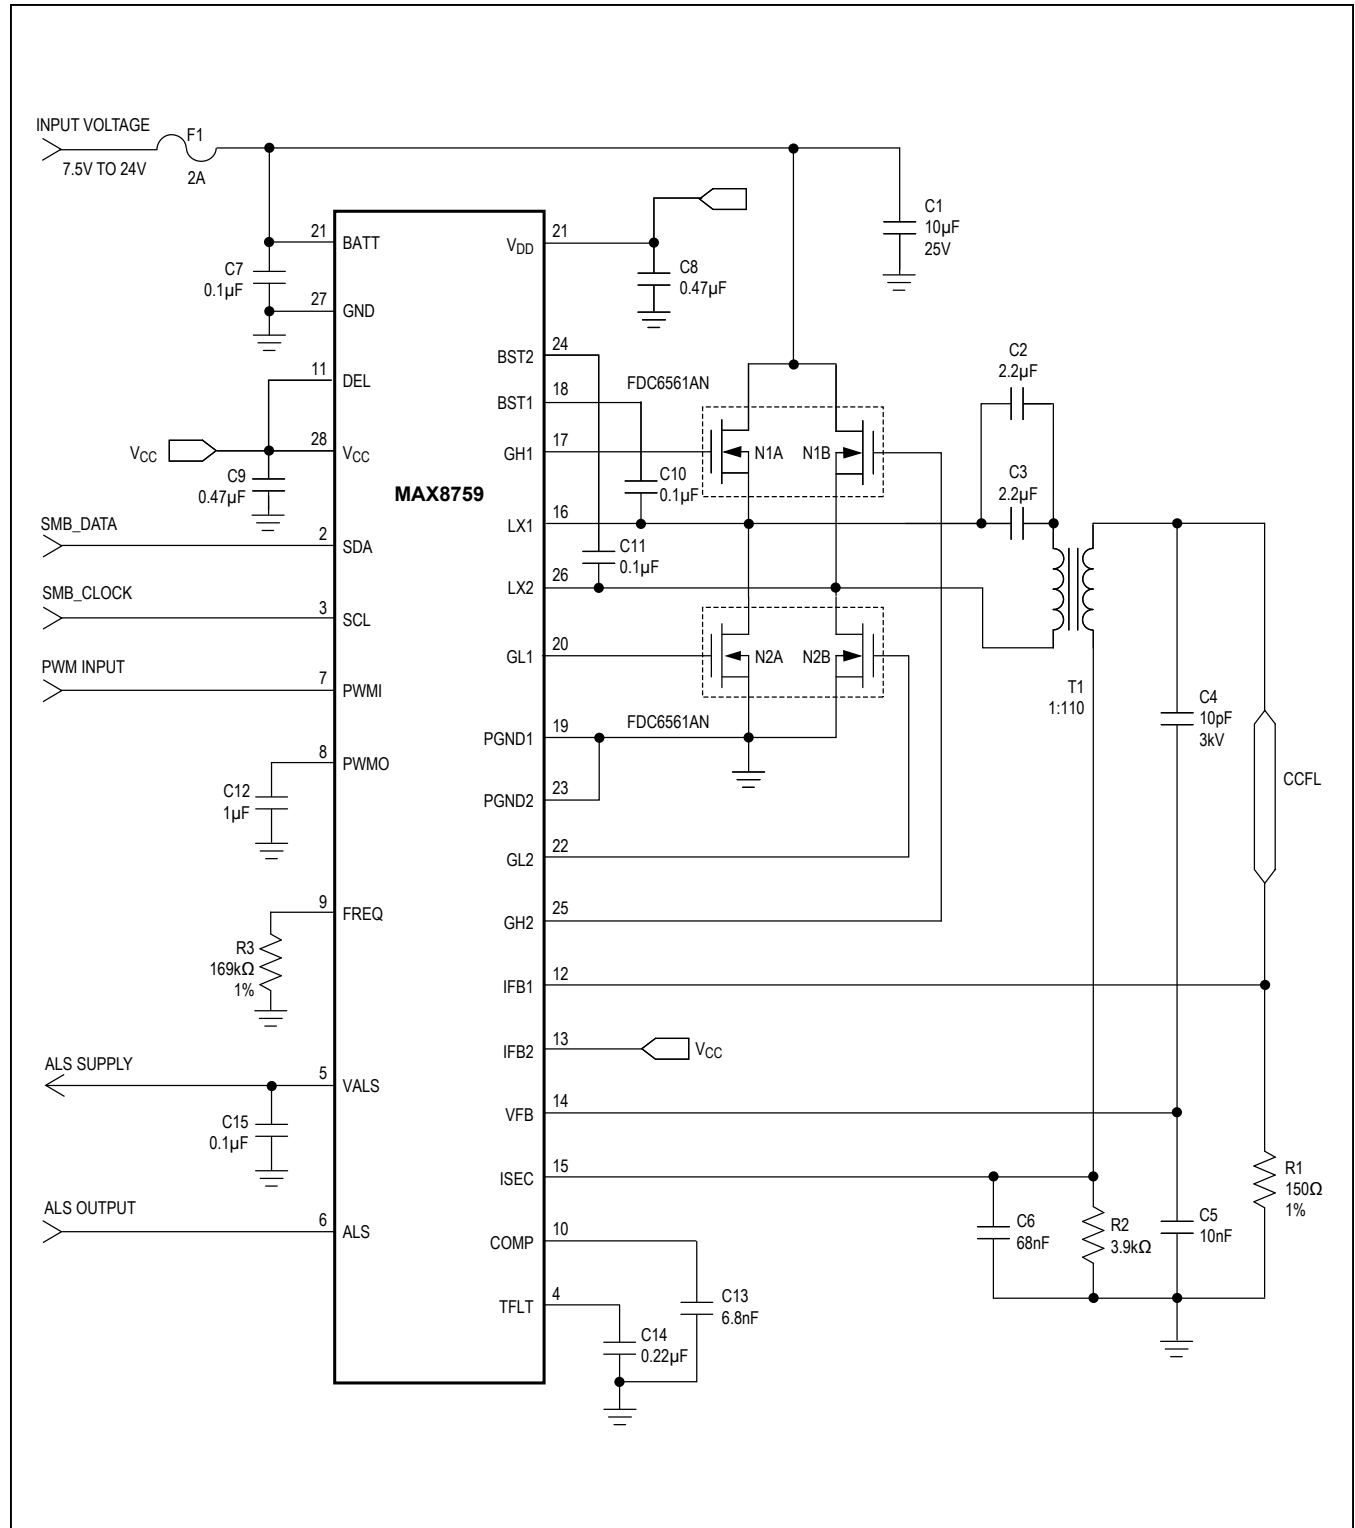 INPUT VOLTAGE
7.5V TO 24V
F1
2A
C1
10µF
25V
21
BATT
VDD
21
C7
0.1µF
C8
0.47µF
27
GND
BST2
24
C2
2.2µF
11
DEL
FDC6561AN
BST1
18
VCC
28
VCC
GH1
17
N1A
N1B
C9
0.47µF
C10
0.1µF
C3
2.2µF
MAX8759
SMB_DATA
2
SDA
LX1
16
C11
0.1µF
SMB_CLOCK
3
SCL
LX2
26
PWM INPUT
7
PWMI
GL1
20
N2A
N2B
T1
1:110
C4
10pF
3kV
FDC6561AN
PGND1
19
8
PWMO
C12
1µF
PGND2
23
CCFL
GL2
22
9
FREQ
GH2
25
R3
169kΩ
1%
IFB1
12
IFB2
13
VCC
ALS SUPPLY
5
VALS
VFB
14
C15
0.1µF
ISEC
15
R1
150Ω
1%
ALS OUTPUT
6
ALS
COMP
10
C6
68nF
R2
3.9kΩ
C5
10nF
TFLT
4
C13
6.8nF
C14
0.22µF